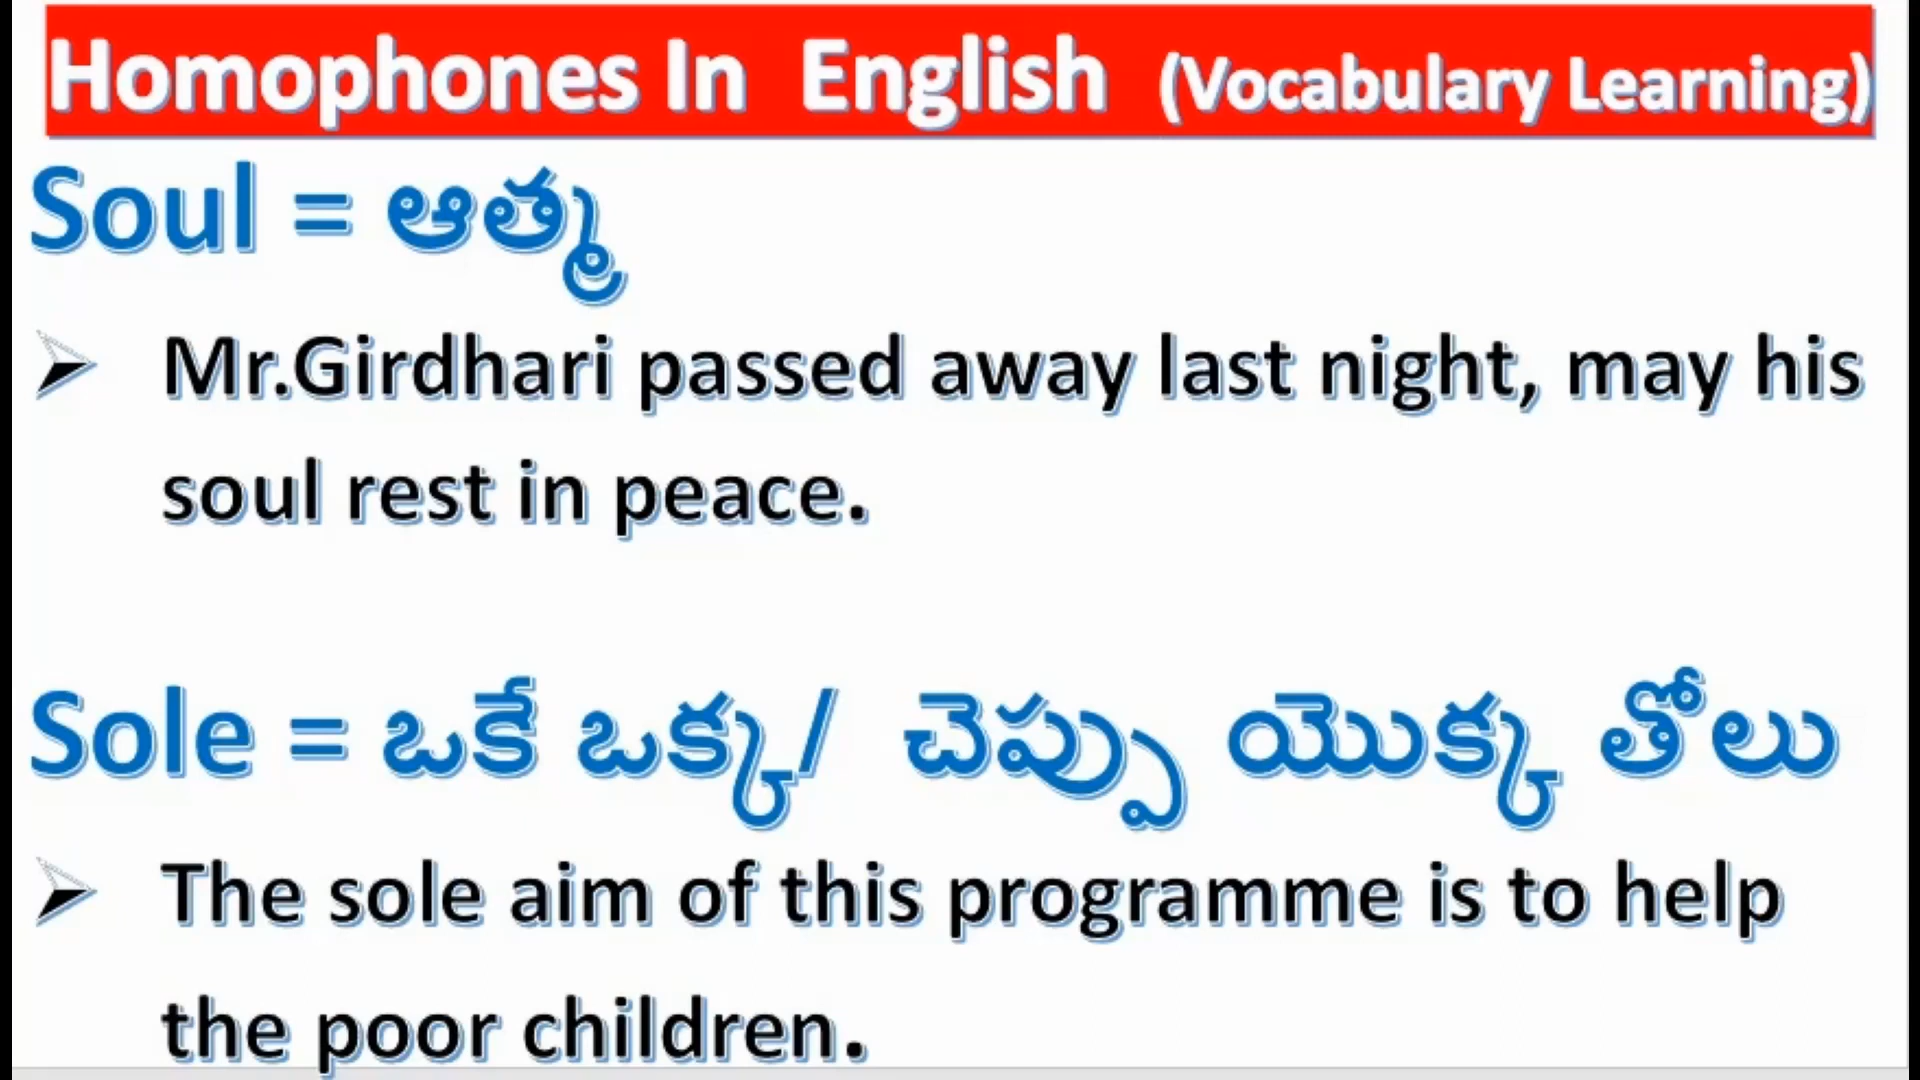 Homophones In English (Vocabulary Learning)
Soul = ఆత్మ
Mr.Girdhari passed away last night, may his
soul rest in peace.
Sole = ఒకే ఒక్క/ చెప్పు యొక్క తోలు
The sole aim of this programme is to help
the poor children.